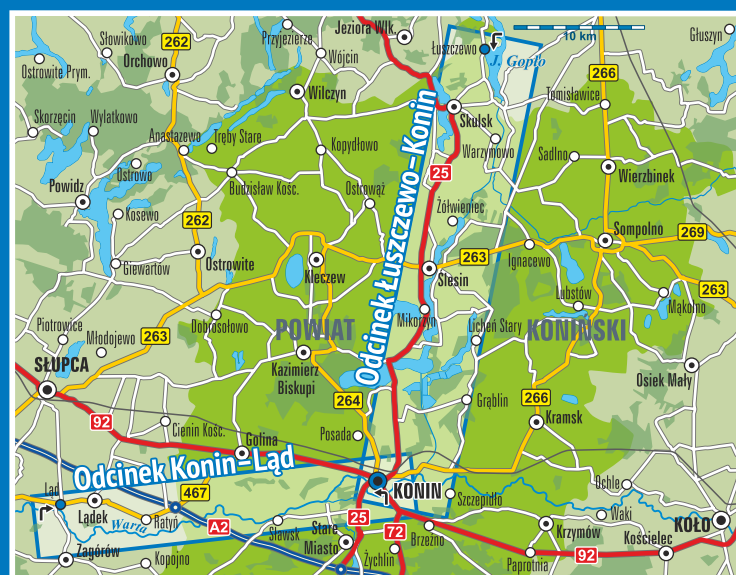 Słowikowo
262
Orchowo
Ostrowite Prym.
Przyjezierze
Wójcin
Jeziora Wlk.
Łuszczewo
J. Gopło
10 km
Głuszyn
266
Tomisławice
Wilczyn
Skulsk
Skorzęcin
Wylatkowo
Anastazewo
Tręby Stare
Kopydłowo
Warzymowo
Sadlno
Wierzbinek
Ostrowo
Powidz
Budzisław Kośc.
Ostrowąż
25
Kosewo
262
Żółwieniec
Sompolno
269
Giewartów
Ostrowite
Kleczew
Ślesin
263
Ignacewo
Odcinek Łuszczewo–Konin
263
Lubstów
Mąkolno
Dobrosołowo
Mikorzyn
Piotrowice
Młodojewo
263
POWIAT
KONIŃSKI
Licheń Stary
SŁUPCA
Kazimierz
Biskupi
Osiek Mały
92
264
Grąblin
266
Kramsk
Cienin Kośc.
Golina
Posada
Odcinek Konin–Ląd
KONIN
Ląd
467
Szczepidło
Ochle
Lądek
Warta
Ratyń
A2
25
72
Waki
KOŁO
Sławsk
Stare
Miasto
Brzeźno
Krzymów
Kościelec
Zagórów
Kopojno
Żychlin
Paprotnia
92